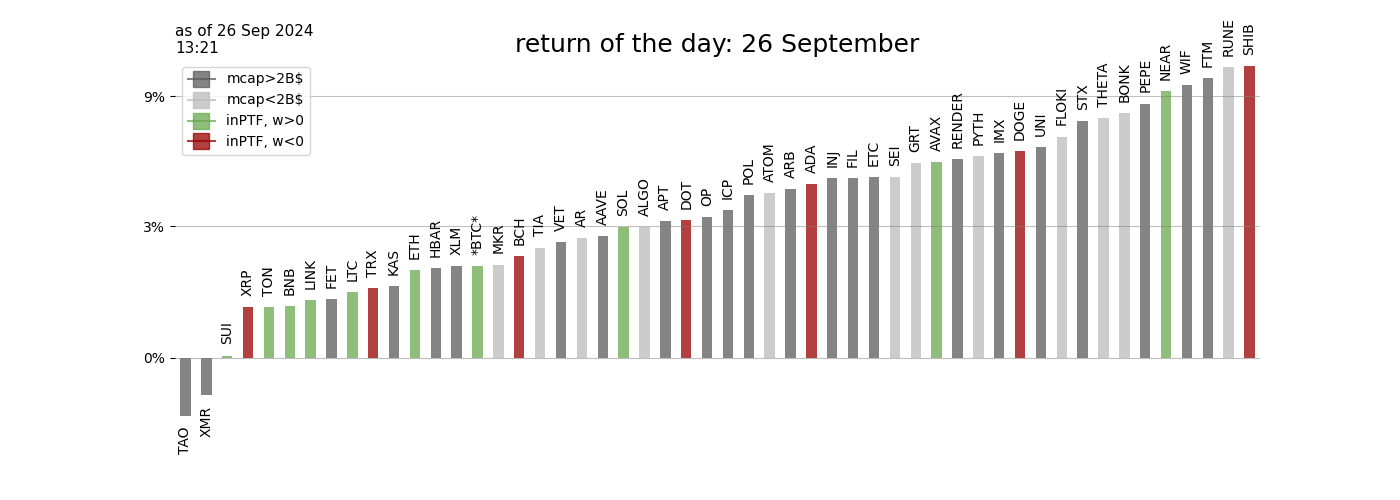 as of 26 Sep 2024
13:21
return of the day: 26 September
mcap>2B$
mcap<2B$
inPTF, w>0
inPTF, w<0
9%
3%
0%
TAO
XMR
SUI
XRP
TON
BNB
LINK
FET
LTC
TRX
KAS
ETH
HBAR
XLM
*BTC*
MKR
BCH
TIA
VET
AR
AAVE
SOL
ALGO
APT
DOT
OP
ICP
POL
ATOM
ARB
ADA
INJ
FIL
ETC
SEI
GRT
AVAX
RENDER
PYTH
IMX
DOGE
UNI
FLOKI
STX
THETA
BONK
PEPE
NEAR
WIF
FTM
RUNE
SHIB